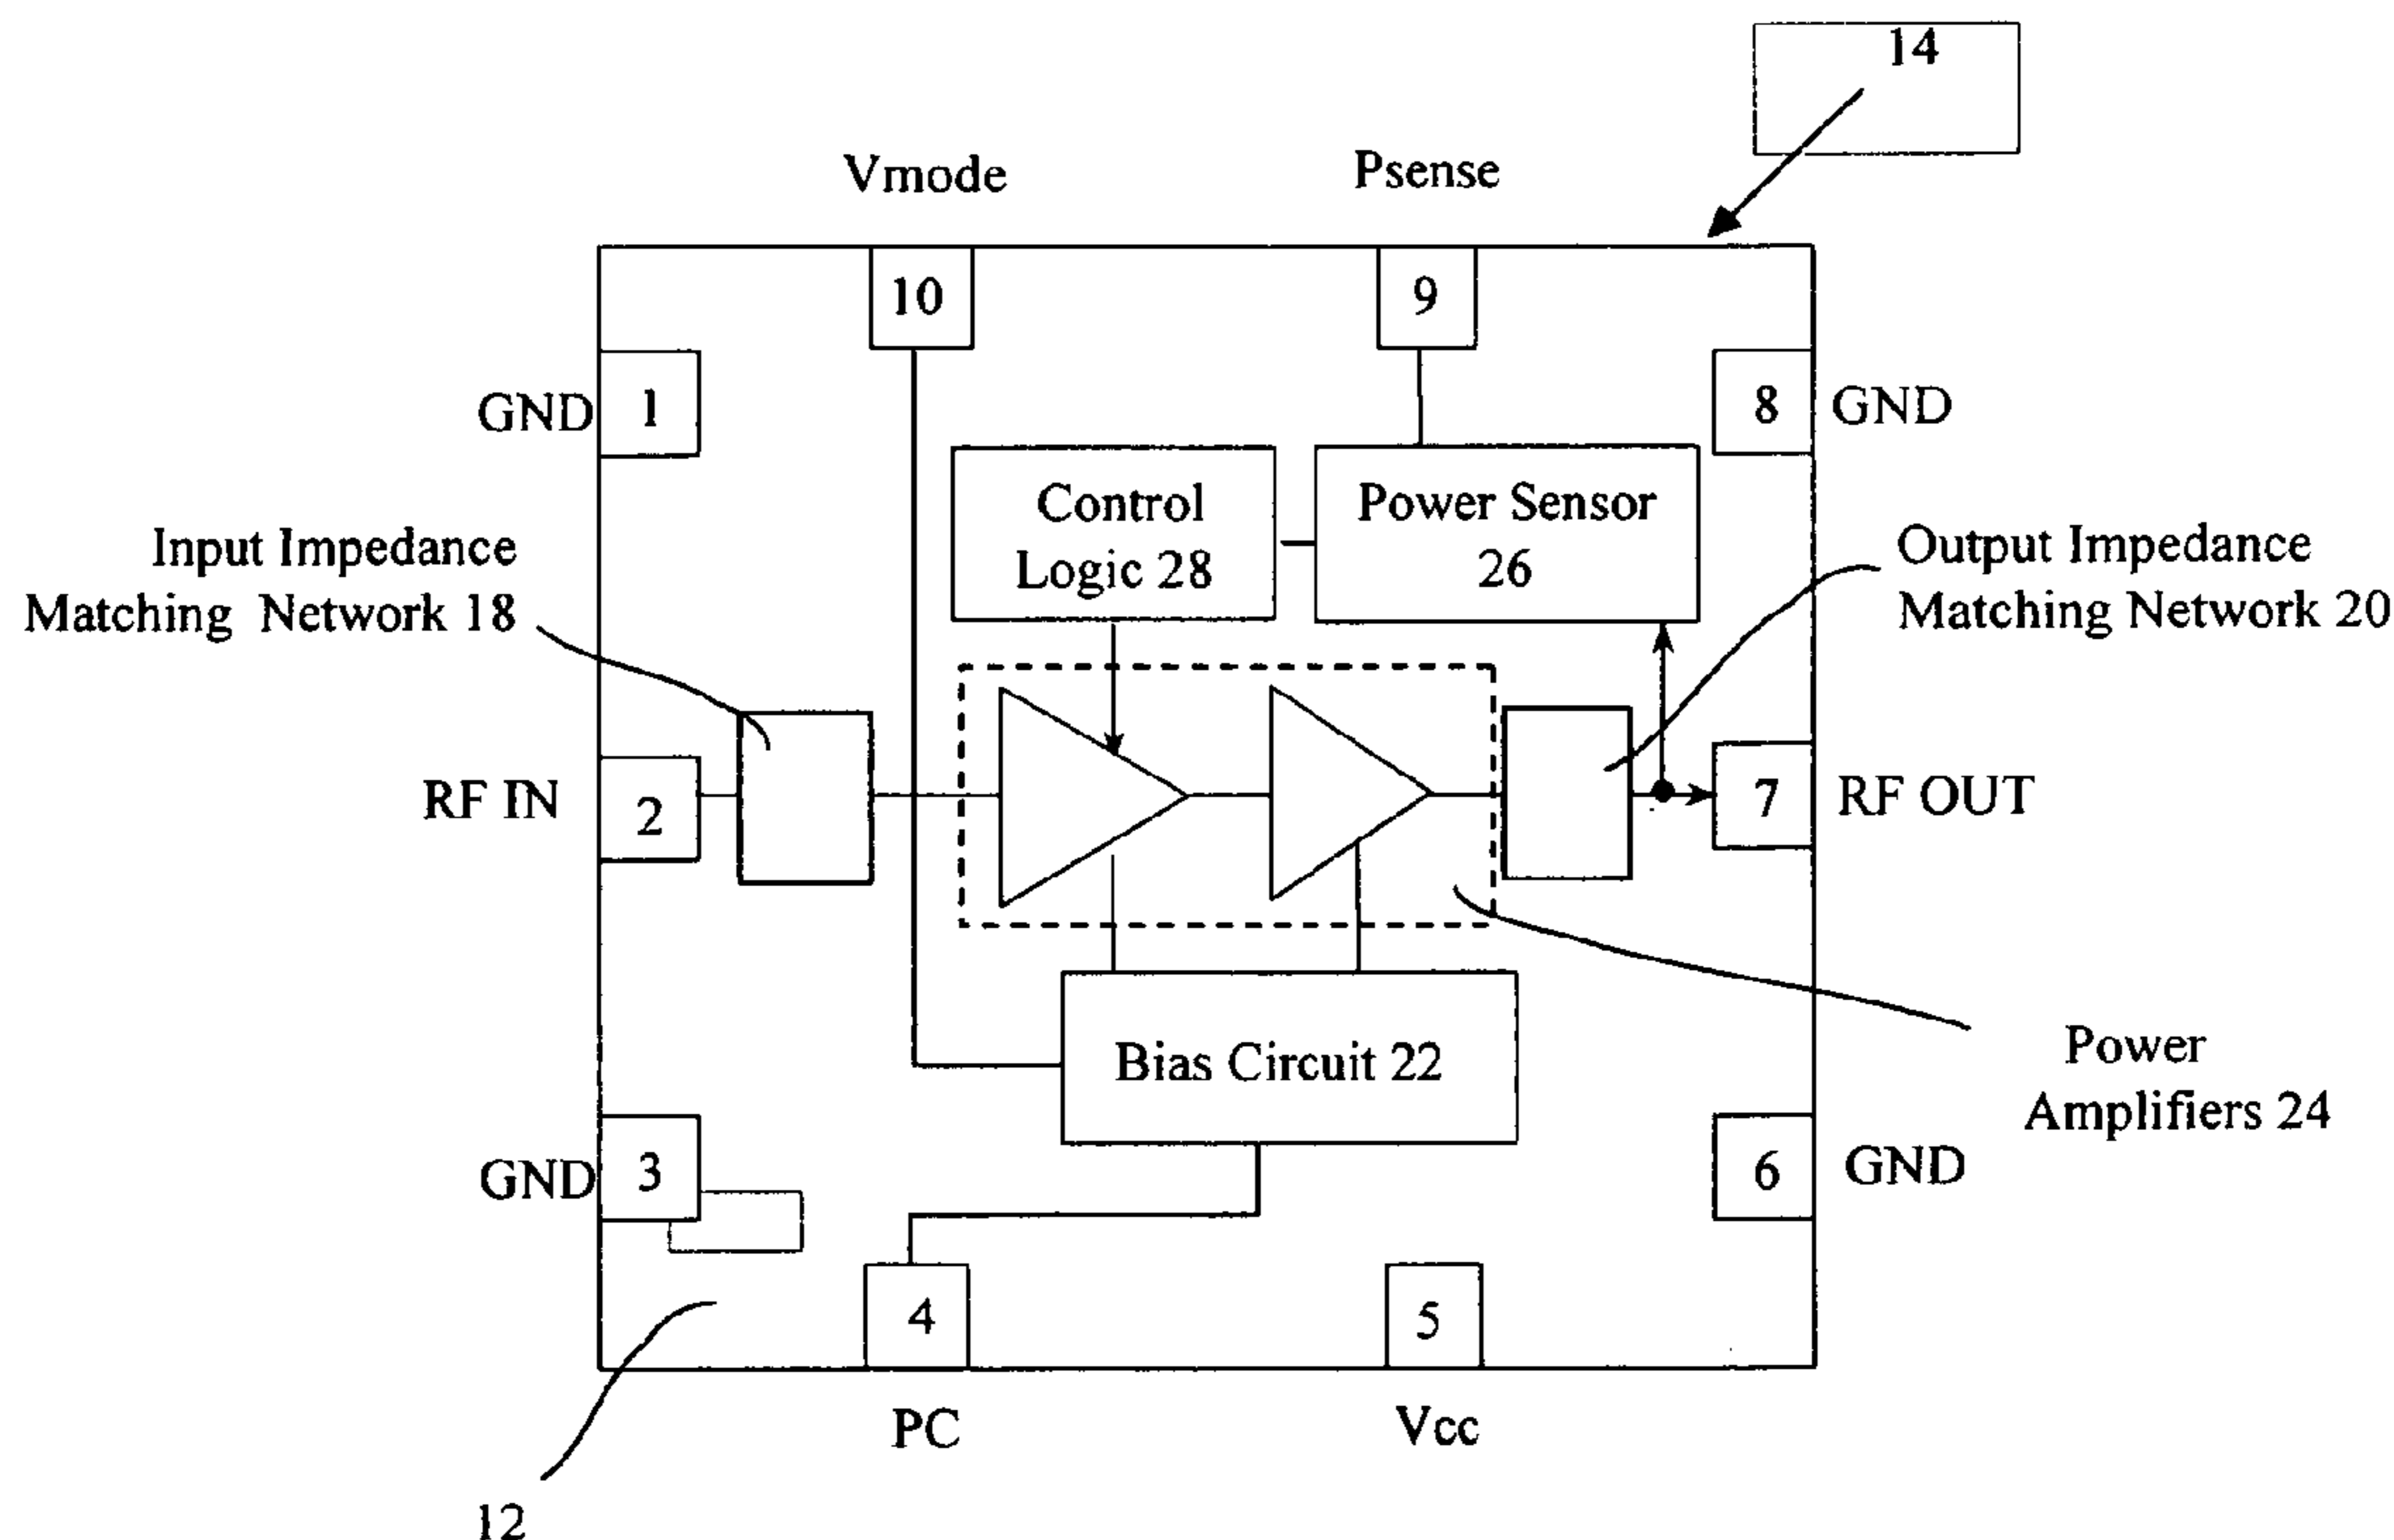 14
Vmode
Psense
10
9
GND
1
8
GND
Control
Logic 28
Power Sensor
26
Input Impedance
Matching Network 18
Output Impedance
Matching Network 20
RF IN
2
7
RF OUT
Bias Circuit 22
Power
Amplifiers 24
GND
3
6
GND
4
5
PC
Vcc
12